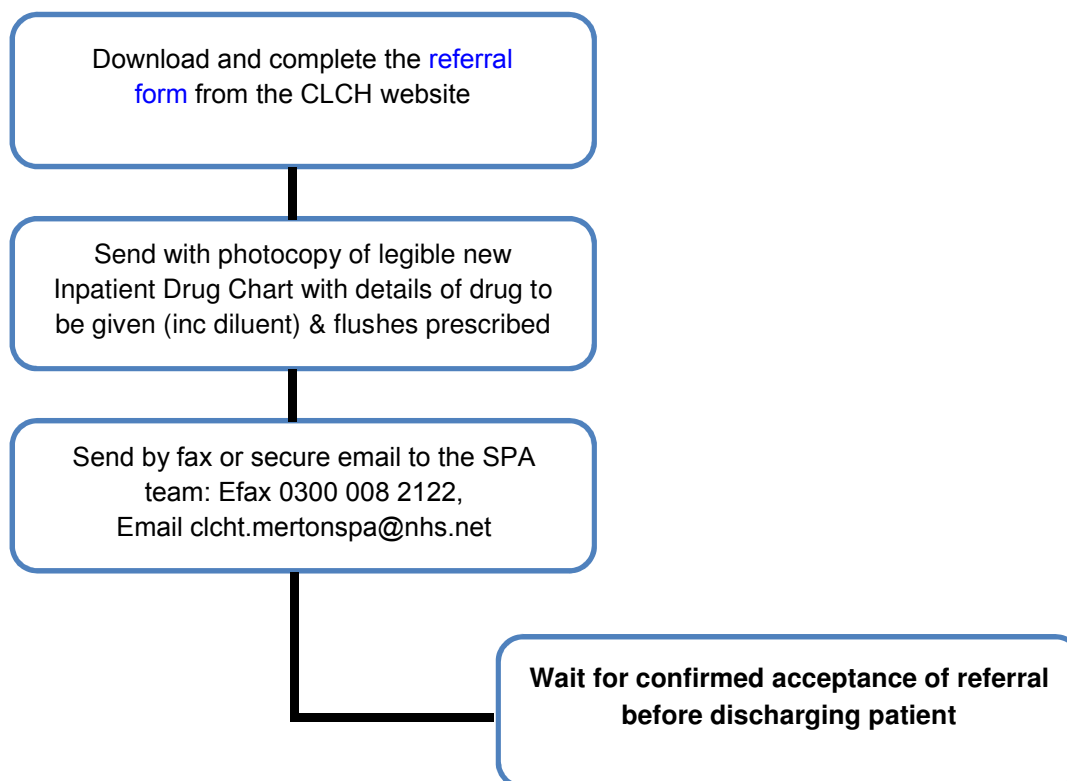 Download and complete the referral
form from the CLCH website
Send with photocopy of legible new
Inpatient Drug Chart with details of drug to
be given (inc diluent) & flushes prescribed
Send by fax or secure email to the SPA
team: Efax 0300 008 2122,
Email clcht.mertonspa@nhs.net
Wait for confirmed acceptance of referral
before discharging patient